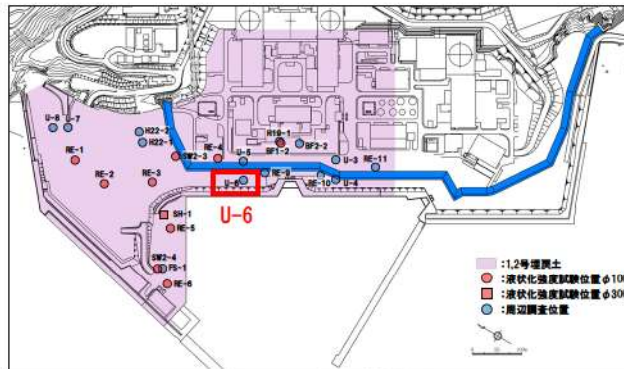 H22-2
U-8
U-7
H22-1
H19-1
BF1-2
BF2-2
SW2-3
RE-4
U-5
U-3
RE-11
RE-1
RE-2
RE-3
U-6
RE-9
RE-10
U-4
U-6
SH-1
RE-5
SW2-4
FS-1
RE-6
:1,2号埋戻土
:液状化強度試験位置φ100
:液状化強度試験位置φ300
:周辺調査位置